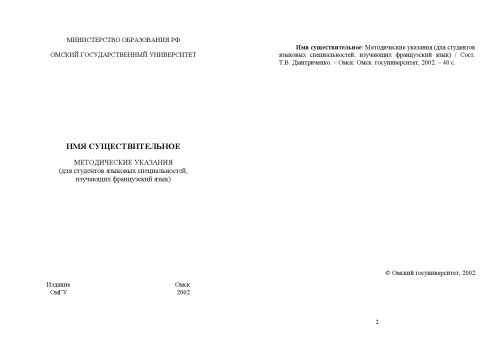 МИНИСТЕРСТВО ОБРАЗОВАНИЯ РФ
ОМСКИЙ ГОСУДАРСТВЕННЫЙ УНИВЕРСИТЕТ
ИМЯ СУЩЕСТВИТЕЛЬНОЕ
МЕТОДИЧЕСКИЕ УКАЗАНИЯ
(для студентов языковых специальностей,
изучающих французский язык)
Издание Омск
ОмГУ 2002
Имя существительное: Методические указания (для студентов
языковых специальностей, изучающих французский язык) / Сост.
Т.В. Дмитриченко. – Омск: Омск. госуниверситет, 2002. – 40 с.
© Омский госуниверситет, 2002
2